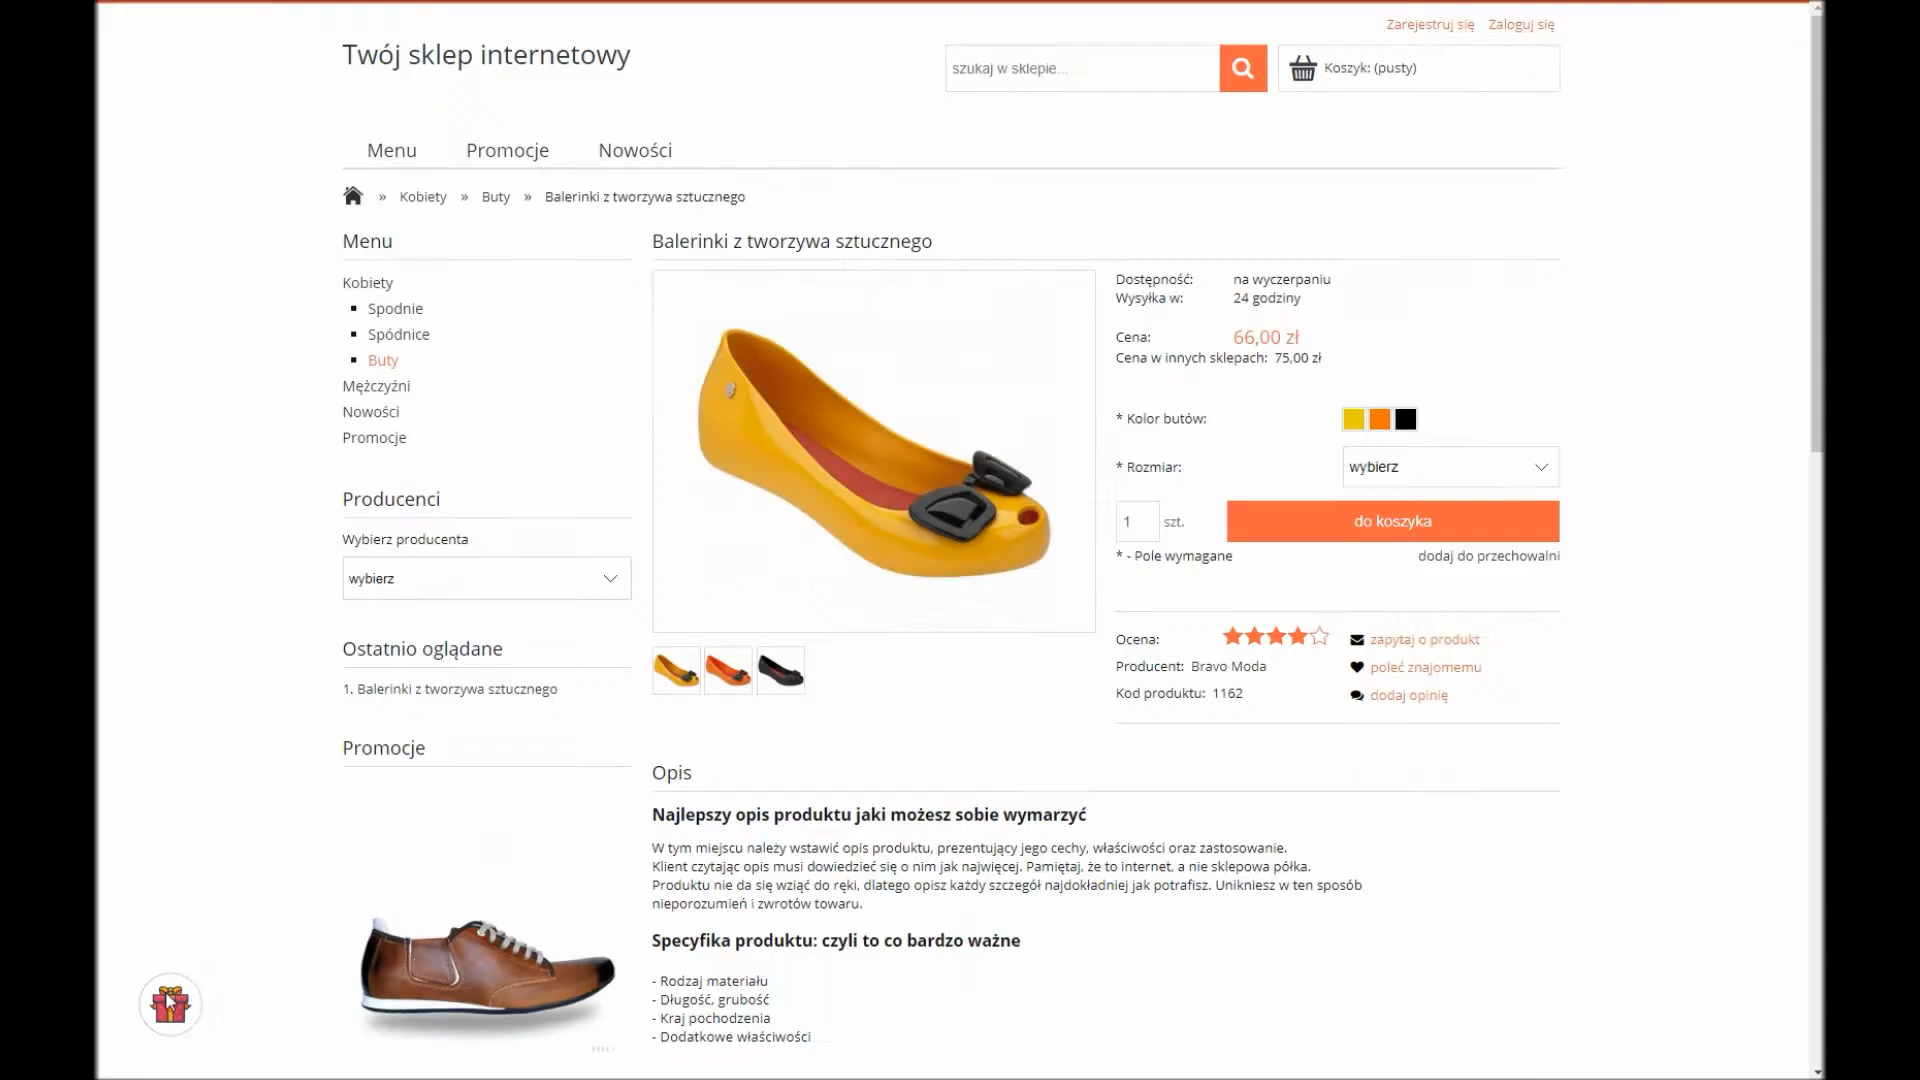 Zarejestruj się Zaloguj się
Twój sklep internetowy
szukaj w sklepie...
Koszyk: (pusty)
Menu Promocje Nowości
» Kobiety » Buty » Balerinki z tworzywa sztucznego
Menu
Kobiety
Spodnie
Spódnice
Buty
Mężczyźni
Nowości
Promocje
Producenci
Wybierz producenta
wybierz
Ostatnio oglądane
1. Balerinki z tworzywa sztucznego
Promocje
Balerinki z tworzywa sztucznego
Dostępność: na wyczerpaniu
Wysyłka w: 24 godziny
Cena: 66,00 zł
Cena w innych sklepach: 75,00 zł
* Kolor butów:
* Rozmiar: wybierz
1 szt. do koszyka
* - Pole wymagane dodaj do przechowalni
Ocena: zapytaj o produkt
Producent: Bravo Moda poleć znajomemu
Kod produktu: 1162 dodaj opinię
Opis
Najlepszy opis produktu jaki możesz sobie wymarzyć
W tym miejscu należy wstawić opis produktu, prezentujący jego cechy, właściwości oraz zastosowanie.
Klient czytając opis musi dowiedzieć się o nim jak najwięcej. Pamiętaj, że to internet, a nie sklepowa półka.
Produktu nie da się wziąć do ręki, dlatego opisz każdy szczegół najdokładniej jak potrafisz. Unikniesz w ten sposób
nieporozumień i zwrotów towaru.
Specyfika produktu: czyli to co bardzo ważne
- Rodzaj materiału
- Długość, grubość
- Kraj pochodzenia
- Dodatkowe właściwości